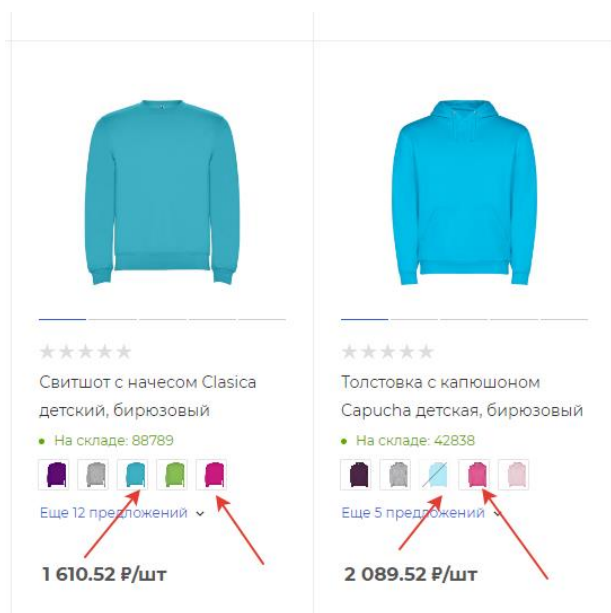 Свитшот с начесом Clasica
детский, бирюзовый
На складе: 88789
Еще 12 предложений
1 610.52 ₽/шт
Толстовка с капюшоном
Capucha детская, бирюзовый
На складе: 42838
Еще 5 предложений
2 089.52 ₽/шт